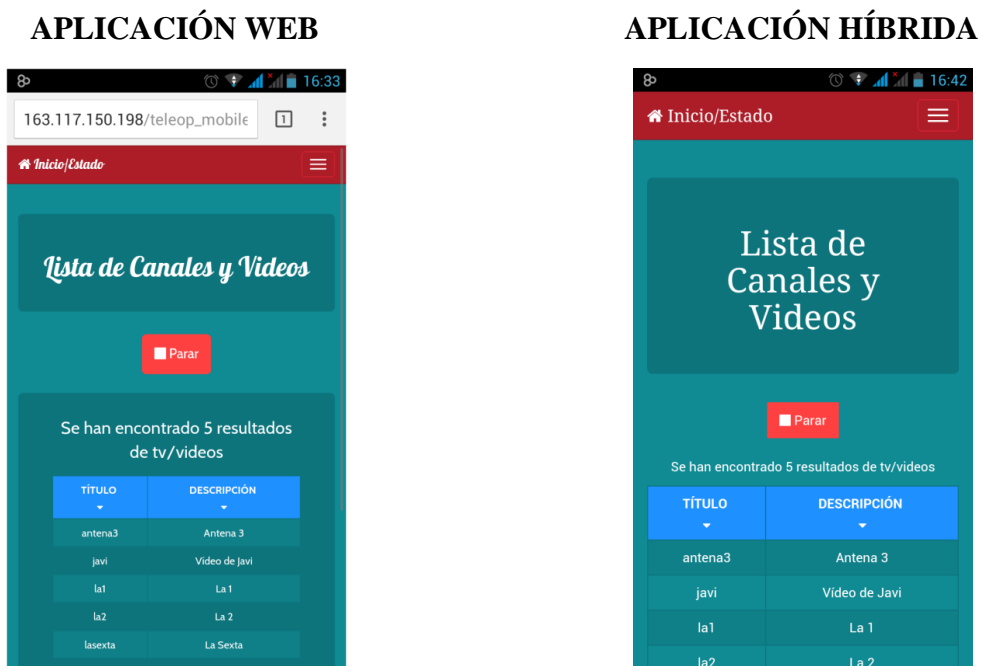 APLICACIÓN WEB
16:33
163.117.150.198/teleop_mobile
1
Inicio/Estado
Lista de Canales y Videos
Parar
Se han encontrado 5 resultados
de tv/videos
TÍTULO DESCRIPCIÓN
antena3 Antena 3
javi Vídeo de Javi
la1 La 1
la2 La 2
lasexta La Sexta
APLICACIÓN HÍBRIDA
16:42
Inicio/Estado
Lista de
Canales y
Videos
Parar
Se han encontrado 5 resultados de tv/videos
TÍTULO DESCRIPCIÓN
antena3 Antena 3
javi Vídeo de Javi
la1 La 1
la2 La 2